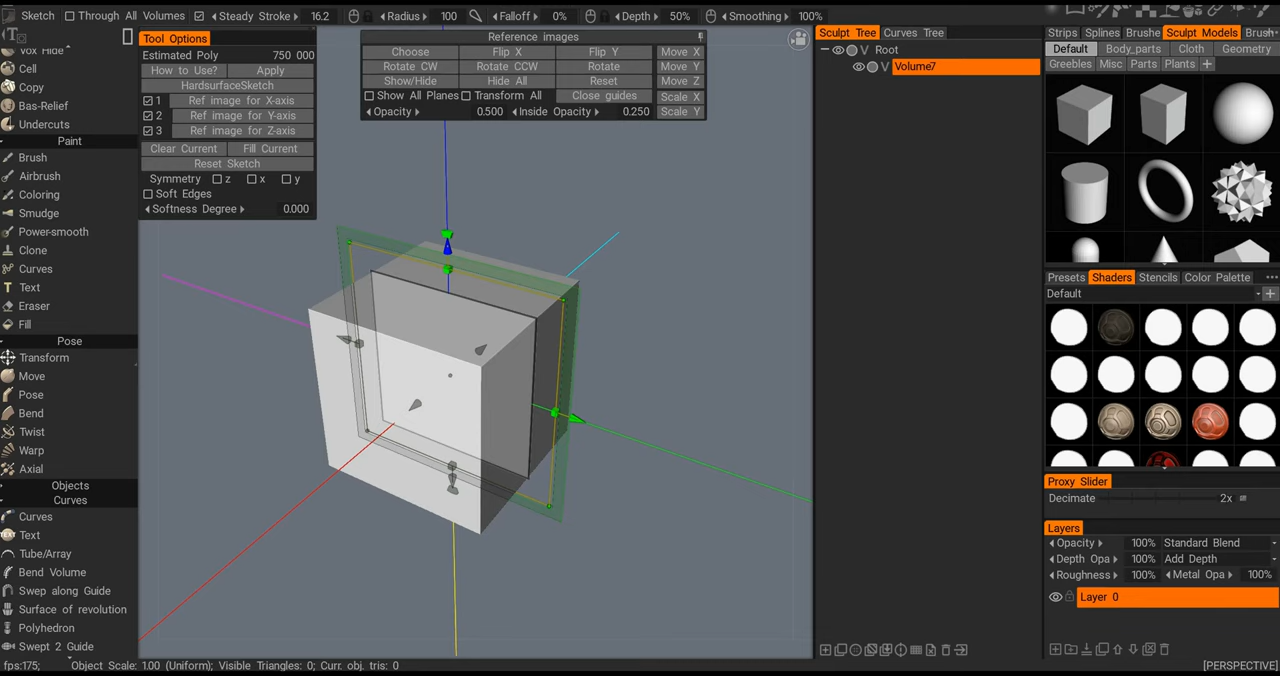 Sketch Through All Volumes Steady Stroke 16.2 Radius 100 Falloff 0% Depth 50% Smoothing 100%
Vox Hide
Cell
Copy
Bas-Relief
Undercuts
Paint
Brush
Airbrush
Coloring
Smudge
Power-smooth
Clone
Curves
Text
Eraser
Fill
Pose
Transform
Move
Pose
Bend
Twist
Warp
Axial
Objects
Curves
Curves
Text
Tube/Array
Bend Volume
Swep along Guide
Surface of revolution
Polyhedron
Swept 2 Guide
Tool Options
Estimated Poly 750 000
How to Use? Apply
HardsurfaceSketch
1 Ref image for X-axis
2 Ref image for Y-axis
3 Ref image for Z-axis
Clear Current Fill Current
Reset Sketch
Symmetry z x y
Soft Edges
Softness Degree 0.000
Reference images
Choose Flip X Flip Y Move X
Rotate CW Rotate CCW Rotate Move Y
Show/Hide Hide All Reset Move Z
Show All Planes Transform All Close guides Scale X
Opacity 0.500 Inside Opacity 0.250 Scale Y
Sculpt Tree Curves Tree
V Root
V Volume7
Strips Splines Brushe Sculpt Models Brush
Default Body_parts Cloth Geometry
Greebles Misc Parts Plants
Presets Shaders Stencils Color Palette
Default
Proxy Slider
Decimate 2x
Layers
Opacity 100% Standard Blend
Depth Opa 100% Add Depth
Roughness 100% Metal Opa 100%
Layer 0
fps:175; Object Scale: 1.00 (Uniform); Visible Triangles: 0; Curr. obj. tris: 0
[PERSPECTIVE]